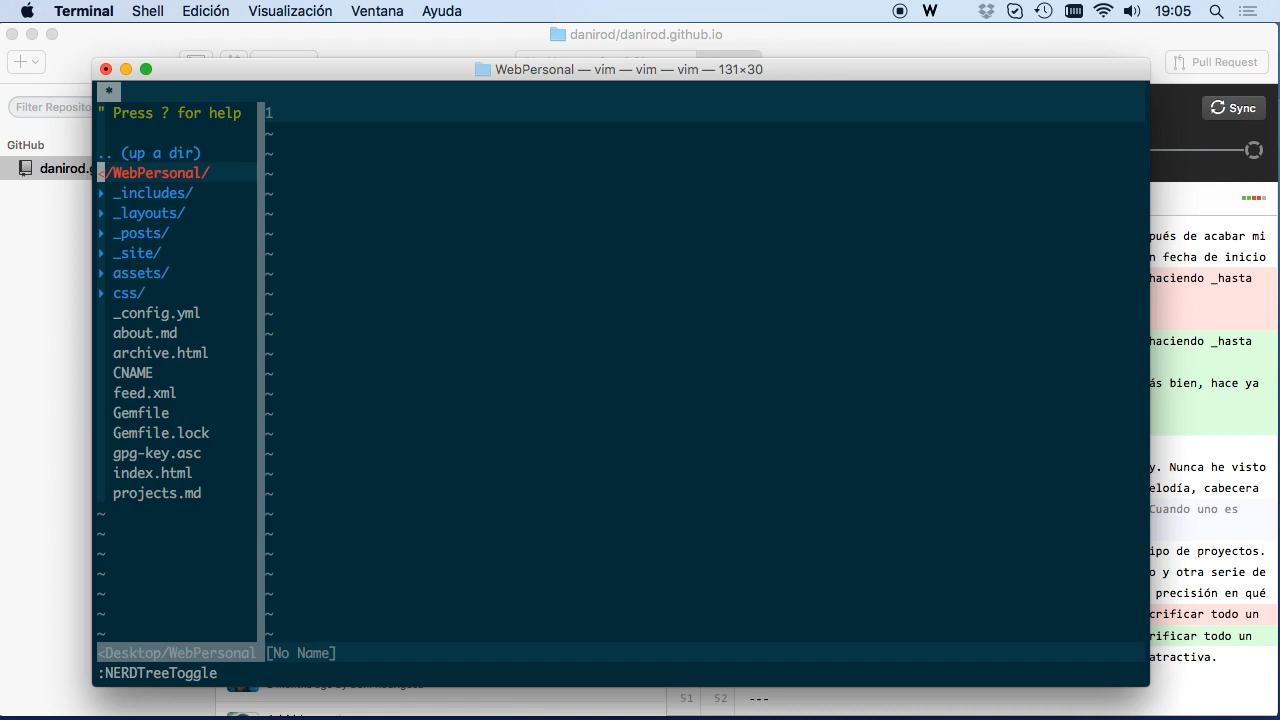 Terminal Shell Edición Visualización Ventana Ayuda W 19:05
danirod/danirod.github.io
Pull Request
WebPersonal — vim — vim — vim — 131×30
Filter Reposito
Sync
GitHub
danirod.g
*
" Press ? for help
1
.. (up a dir)
</WebPersonal/
▸ _includes/
▸ _layouts/
▸ _posts/
▸ _site/
▸ assets/
▸ css/
_config.yml
about.md
archive.html
CNAME
feed.xml
Gemfile
Gemfile.lock
gpg-key.asc
index.html
projects.md
~
~
~
~
~
~
~
<Desktop/WebPersonal [No Name]
:NERDTreeToggle
pués de acabar mi
n fecha de inicio
haciendo _hasta
haciendo _hasta
ás bien, hace ya
y. Nunca he visto
elodía, cabecera
Cuando uno es
ipo de proyectos.
o y otra serie de
precisión en qué
crificar todo un
rificar todo un
atractiva.
51 52 ---